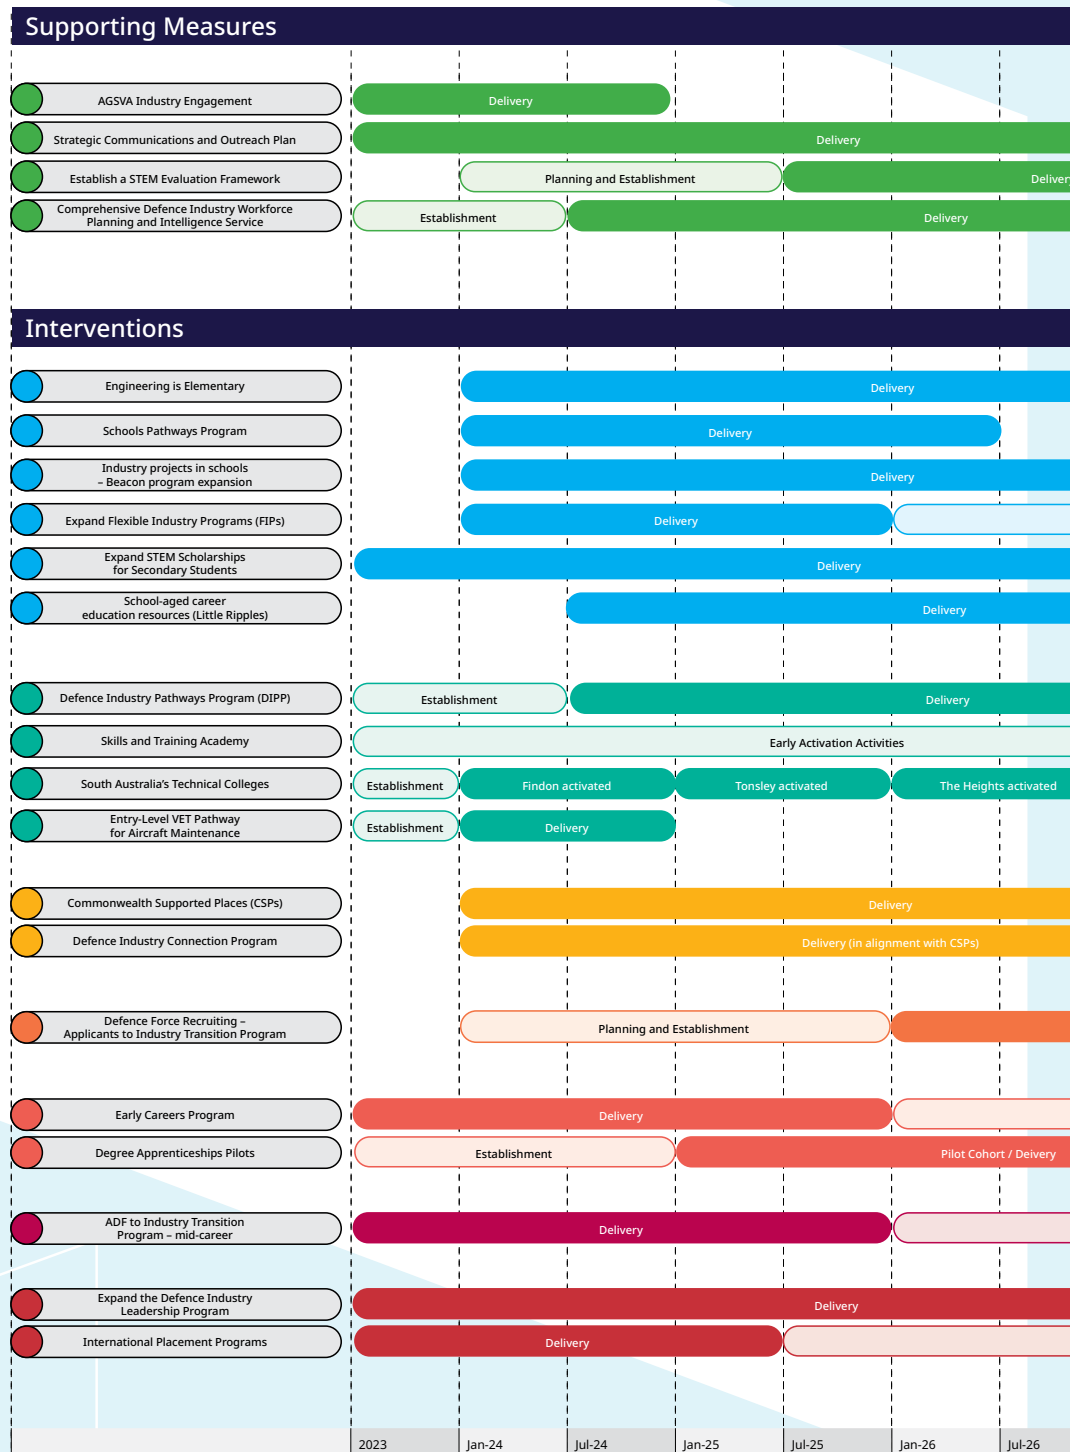 Supporting Measures
AGSVA Industry Engagement
Delivery
Strategic Communications and Outreach Plan
Delivery
Establish a STEM Evaluation Framework
Planning and Establishment
Delivery
Comprehensive Defence Industry Workforce
Planning and Intelligence Service
Establishment
Delivery
Interventions
Engineering is Elementary
Delivery
Schools Pathways Program
Delivery
Industry projects in schools
– Beacon program expansion
Delivery
Expand Flexible Industry Programs (FIPs)
Delivery
Expand STEM Scholarships
for Secondary Students
Delivery
School-aged career
education resources (Little Ripples)
Delivery
Defence Industry Pathways Program (DIPP)
Establishment
Delivery
Skills and Training Academy
Early Activation Activities
South Australia's Technical Colleges
Establishment
Findon activated
Tonsley activated
The Heights activated
Entry-Level VET Pathway
for Aircraft Maintenance
Establishment
Delivery
Commonwealth Supported Places (CSPs)
Delivery
Defence Industry Connection Program
Delivery (in alignment with CSPs)
Defence Force Recruiting –
Applicants to Industry Transition Program
Planning and Establishment
Early Careers Program
Delivery
Degree Apprenticeships Pilots
Establishment
Pilot Cohort / Deivery
ADF to Industry Transition
Program – mid-career
Delivery
Expand the Defence Industry
Leadership Program
Delivery
International Placement Programs
Delivery
2023
Jan-24
Jul-24
Jan-25
Jul-25
Jan-26
Jul-26